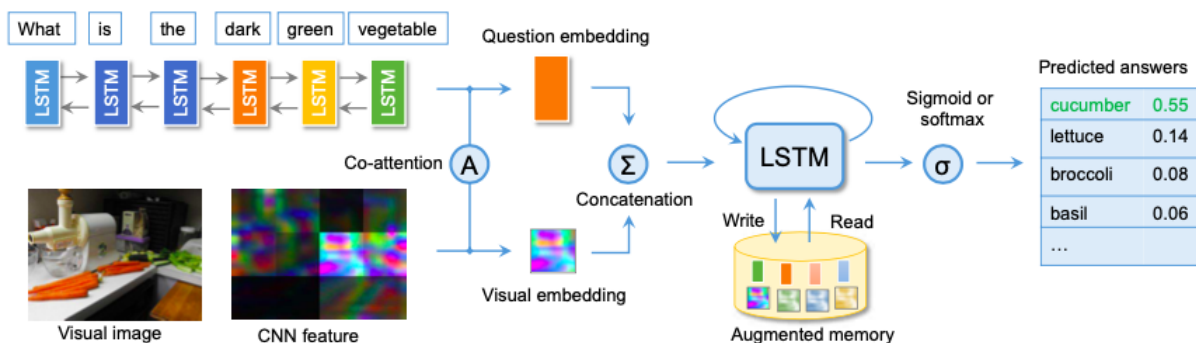 What is the dark green vegetable
LSTM LSTM LSTM LSTM LSTM LSTM
Question embedding
Co-attention
A
Visual image
CNN feature
Visual embedding
Σ
Concatenation
LSTM
Write
Read
Augmented memory
Sigmoid or
softmax
σ
Predicted answers
cucumber 0.55
lettuce 0.14
broccoli 0.08
basil 0.06
...